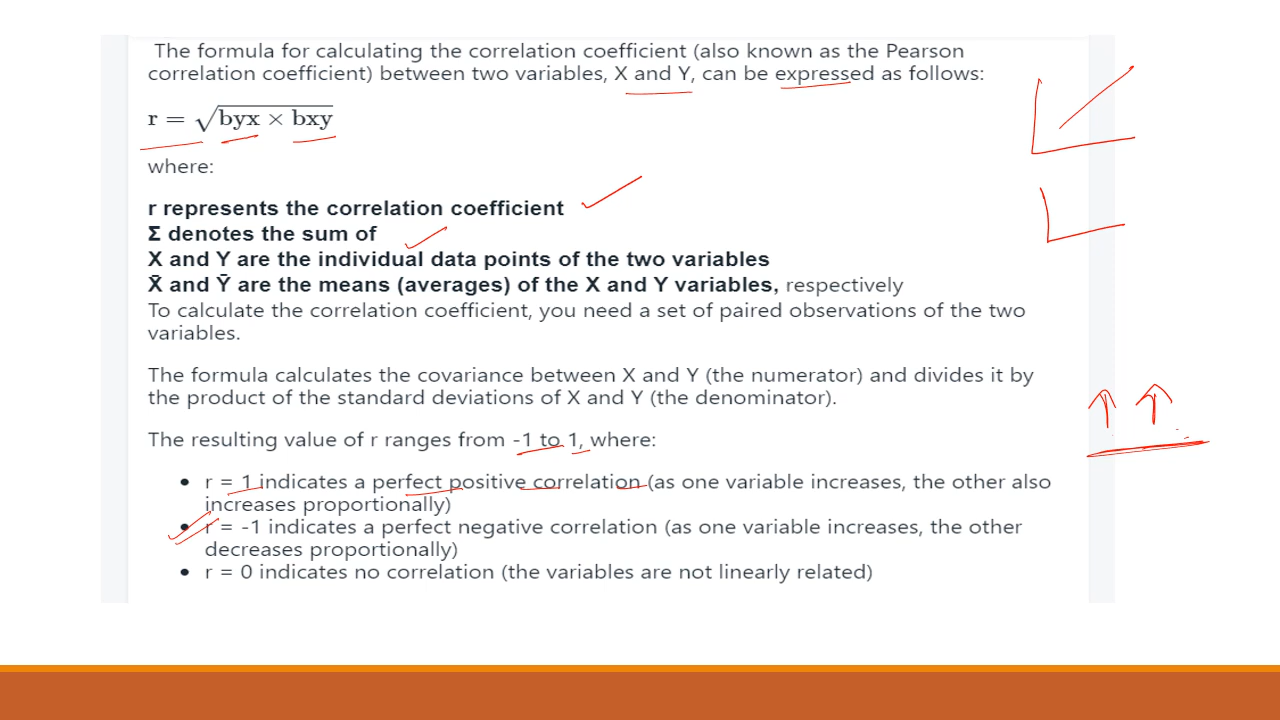 The formula for calculating the correlation coefficient (also known as the Pearson
correlation coefficient) between two variables, X and Y, can be expressed as follows:
r = √byx × bxy
where:
r represents the correlation coefficient
Σ denotes the sum of
X and Y are the individual data points of the two variables
X̄ and Ȳ are the means (averages) of the X and Y variables, respectively
To calculate the correlation coefficient, you need a set of paired observations of the two
variables.
The formula calculates the covariance between X and Y (the numerator) and divides it by
the product of the standard deviations of X and Y (the denominator).
The resulting value of r ranges from -1 to 1, where:
• r = 1 indicates a perfect positive correlation (as one variable increases, the other also
increases proportionally)
• r = -1 indicates a perfect negative correlation (as one variable increases, the other
decreases proportionally)
• r = 0 indicates no correlation (the variables are not linearly related)